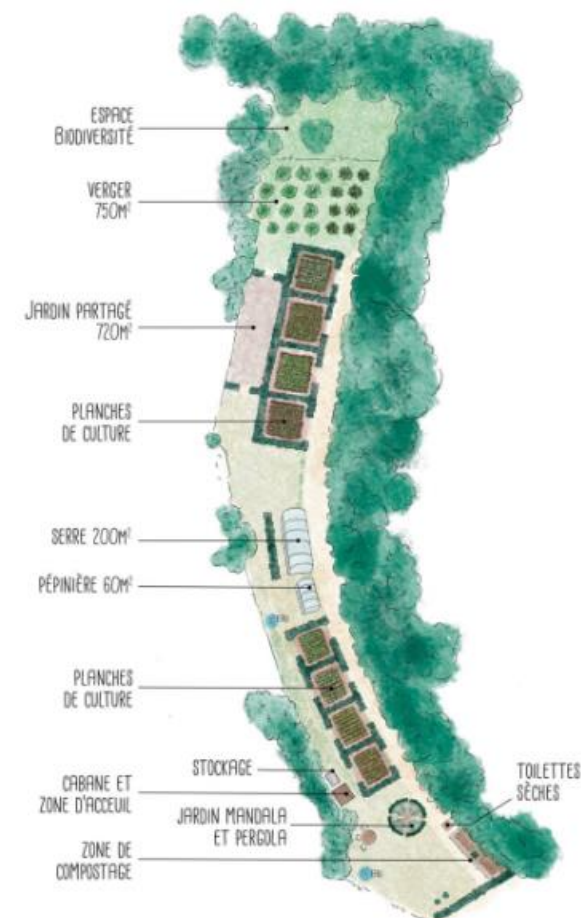 ESPACE
BIODIVERSITÉ
VERGER
750M²
JARDIN PARTAGÉ
720M²
PLANCHES
DE CULTURE
SERRE 200M²
PÉPINIÈRE 60M²
PLANCHES
DE CULTURE
STOCKAGE
CABANE ET
ZONE D'ACCEUIL
JARDIN MANDALA
ET PERGOLA
TOILETTES
SÈCHES
ZONE DE
COMPOSTAGE